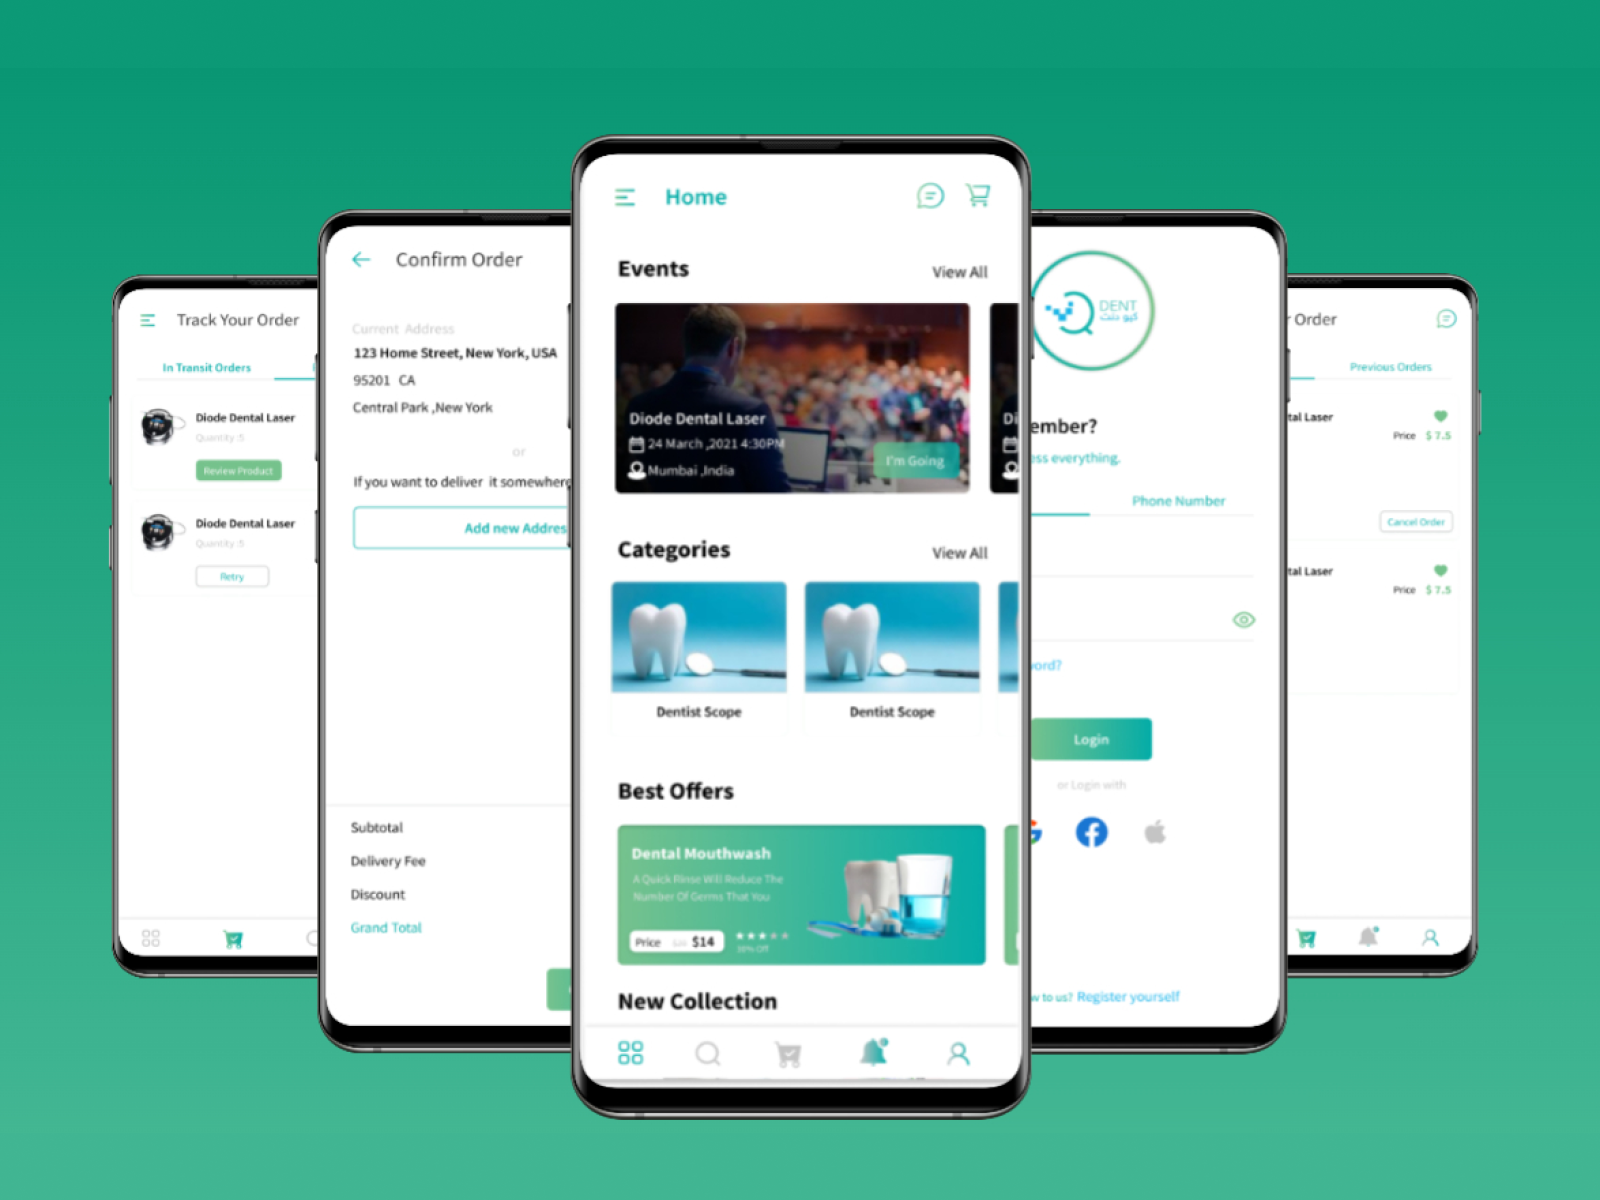 Track Your Order
In Transit Orders
Diode Dental Laser
Quantity :5
Review Product
Diode Dental Laser
Quantity :5
Retry
Confirm Order
Current Address
123 Home Street, New York, USA
95201 CA
Central Park ,New York
or
If you want to deliver it somewhere
Add new Addres
Subtotal
Delivery Fee
Discount
Grand Total
Home
Events
View All
Diode Dental Laser
24 March ,2021 4:30PM
Mumbai ,India
I'm Going
Di
Categories
View All
Dentist Scope
Dentist Scope
Best Offers
Dental Mouthwash
A Quick Rinse Will Reduce The
Number Of Germs That You
Price $14
New Collection
DENT
كيو دنت
ember?
ess everything.
Phone Number
word?
Login
or Login with
w to us? Register yourself
r Order
Previous Orders
tal Laser
Price $ 7.5
Cancel Order
tal Laser
Price $ 7.5